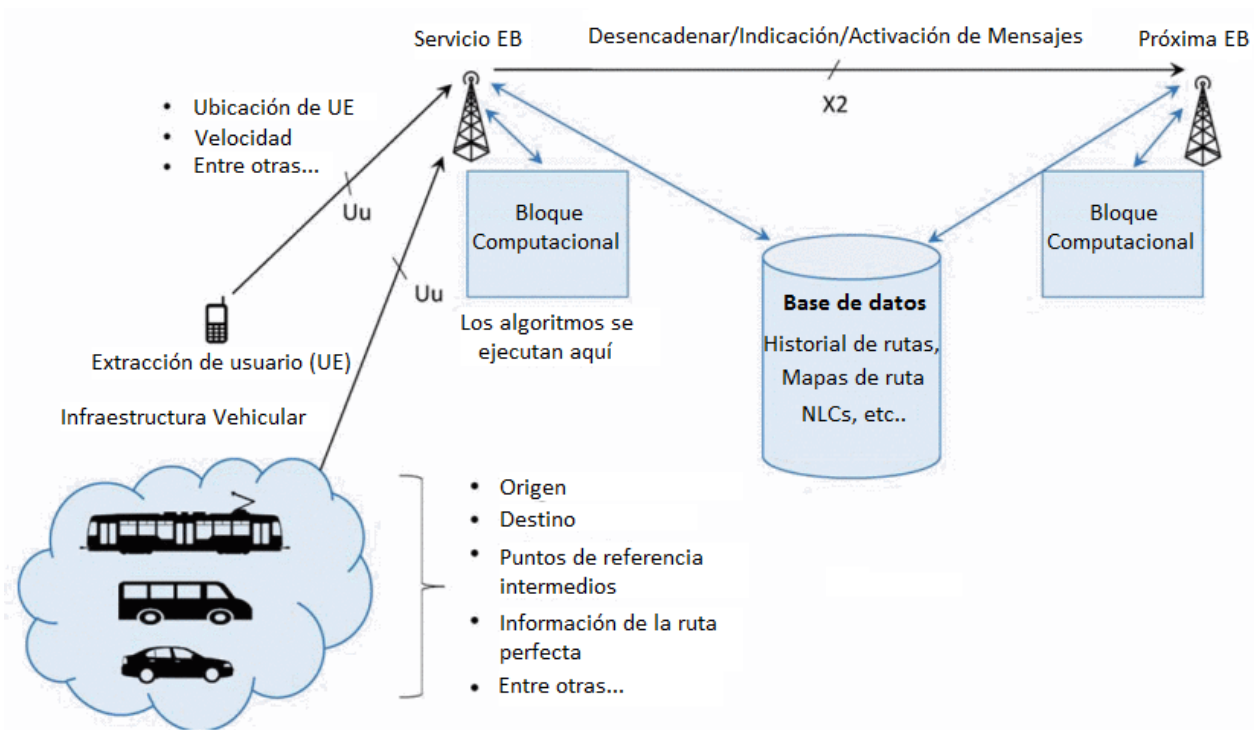 Servicio EB
Desencadenar/Indicación/Activación de Mensajes
Próxima EB
X2
• Ubicación de UE
• Velocidad
• Entre otras...
Uu
Uu
Bloque
Computacional
Los algoritmos se
ejecutan aquí
Bloque
Computacional
Base de datos
Historial de rutas,
Mapas de ruta
NLCs, etc..
Extracción de usuario (UE)
Infraestructura Vehicular
• Origen
• Destino
• Puntos de referencia
intermedios
• Información de la ruta
perfecta
• Entre otras...